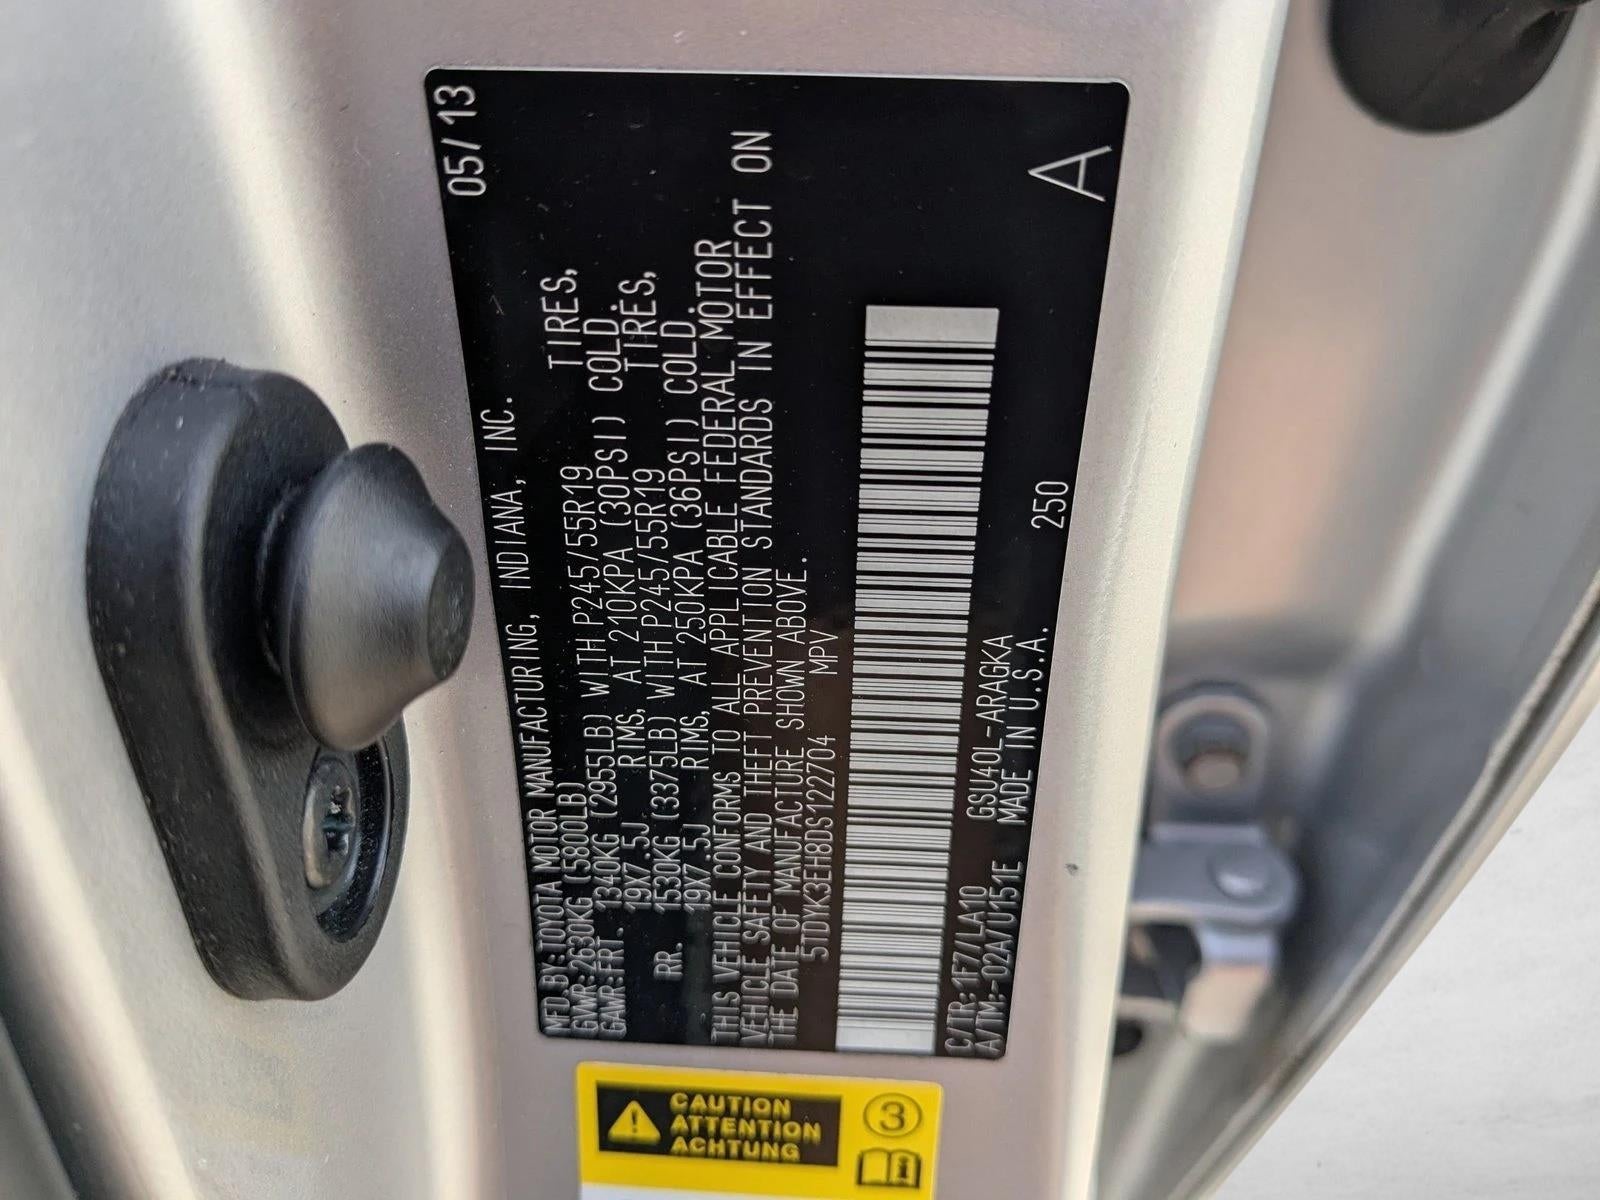 MFD.BY:TOYOTA MOTOR MANUFACTURING, INDIANA, INC. 05/13
GVWR:2630KG (5800LB)
GAWR:FRT. 1340KG (2955LB) WITH P245/55R19 TIRES,
19X7.5J RIMS, AT 210KPA (30PSI) COLD.
RR. 1530KG (3375LB) WITH P245/55R19 TIRES,
19X7.5J RIMS, AT 250KPA (36PSI) COLD.
THIS VEHICLE CONFORMS TO ALL APPLICABLE FEDERAL MOTOR
VEHICLE SAFETY AND THEFT PREVENTION STANDARDS IN EFFECT ON
THE DATE OF MANUFACTURE SHOWN ABOVE.
5TDYK3EH8DS122704 MPV
C/TR:1F7/LA10 GSU40L-ARAGKA
A/TM:-02A/U151E MADE IN U.S.A. 250
A
CAUTION
ATTENTION
ACHTUNG
3
i